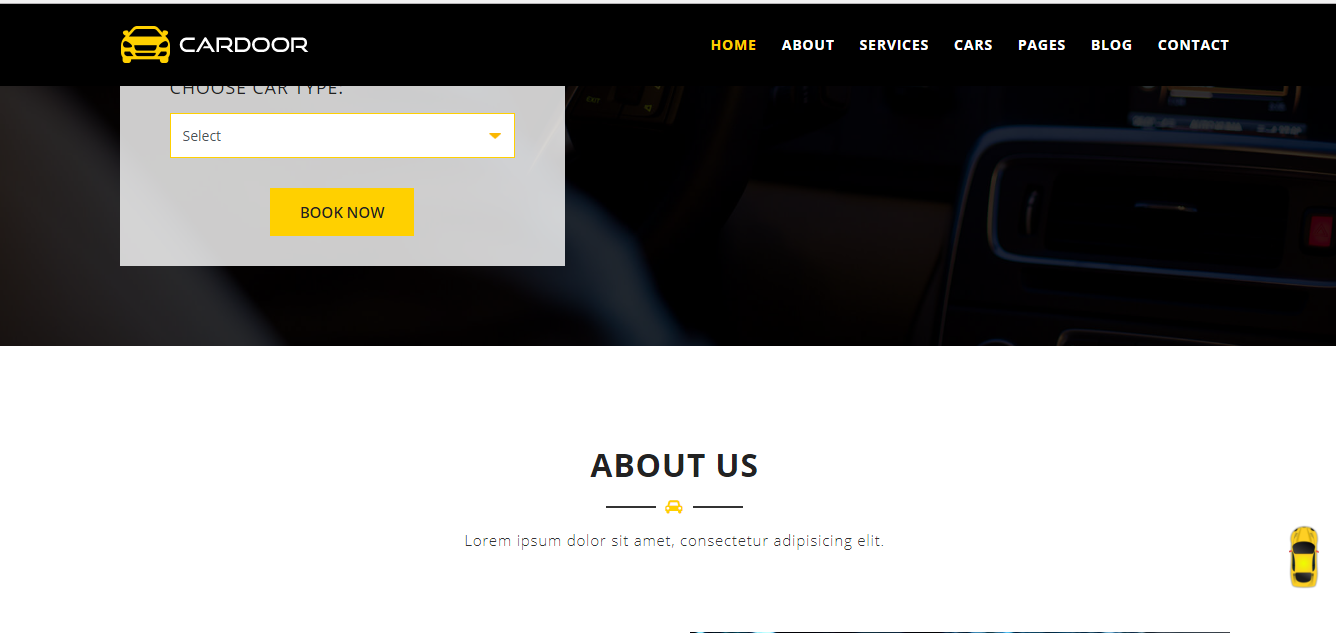 CARDOOR
HOME ABOUT SERVICES CARS PAGES BLOG CONTACT
CHOOSE CAR TYPE:
EXIT
Select
BOOK NOW
ABOUT US
Lorem ipsum dolor sit amet, consectetur adipisicing elit.